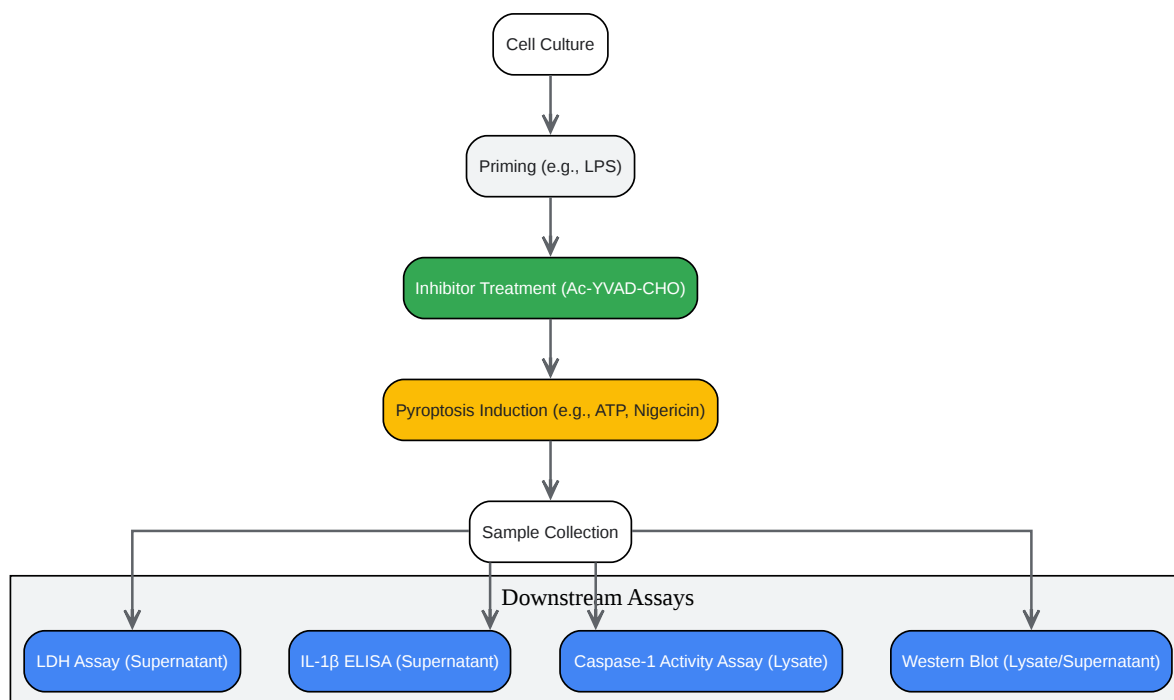 Cell Culture
Priming (e.g., LPS)
Inhibitor Treatment (Ac-YVAD-CHO)
Pyroptosis Induction (e.g., ATP, Nigericin)
Sample Collection
Downstream Assays
LDH Assay (Supernatant)
IL-1β ELISA (Supernatant)
Caspase-1 Activity Assay (Lysate)
Western Blot (Lysate/Supernatant)